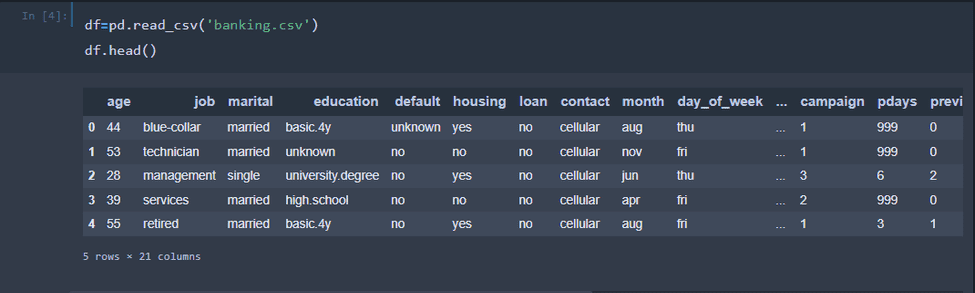 In [4]:
df=pd.read_csv('banking.csv')
df.head()
age job marital education default housing loan contact month day_of_week ... campaign pdays previ
0 44 blue-collar married basic.4y unknown yes no cellular aug thu ... 1 999 0
1 53 technician married unknown no no no cellular nov fri ... 1 999 0
2 28 management single university.degree no yes no cellular jun thu ... 3 6 2
3 39 services married high.school no no no cellular apr fri ... 2 999 0
4 55 retired married basic.4y no yes no cellular aug fri ... 1 3 1
5 rows × 21 columns